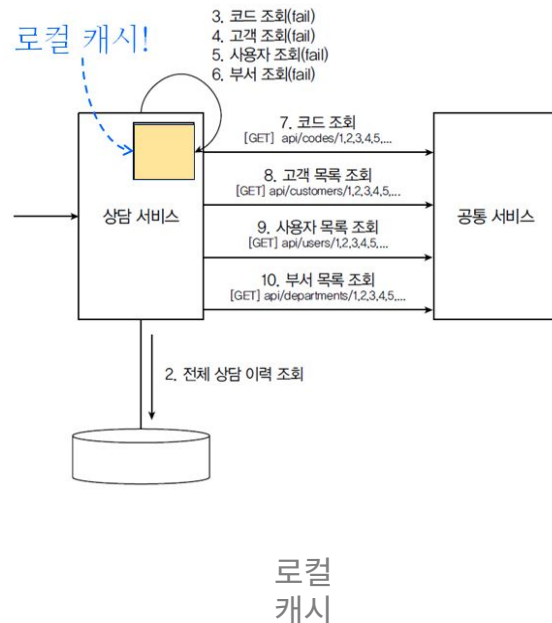 3. 코드 조회(fail)
4. 고객 조회(fail)
5. 사용자 조회(fail)
6. 부서 조회(fail)
로컬 캐시!
7. 코드 조회
[GET] api/codes/1,2,3,4,5,...
8. 고객 목록 조회
[GET] api/customers/1,2,3,4,5,...
상담 서비스
공통 서비스
9. 사용자 목록 조회
[GET] api/users/1,2,3,4,5,...
10. 부서 목록 조회
[GET] api/departments/1,2,3,4,5,...
2. 전체 상담 이력 조회
로컬
캐시